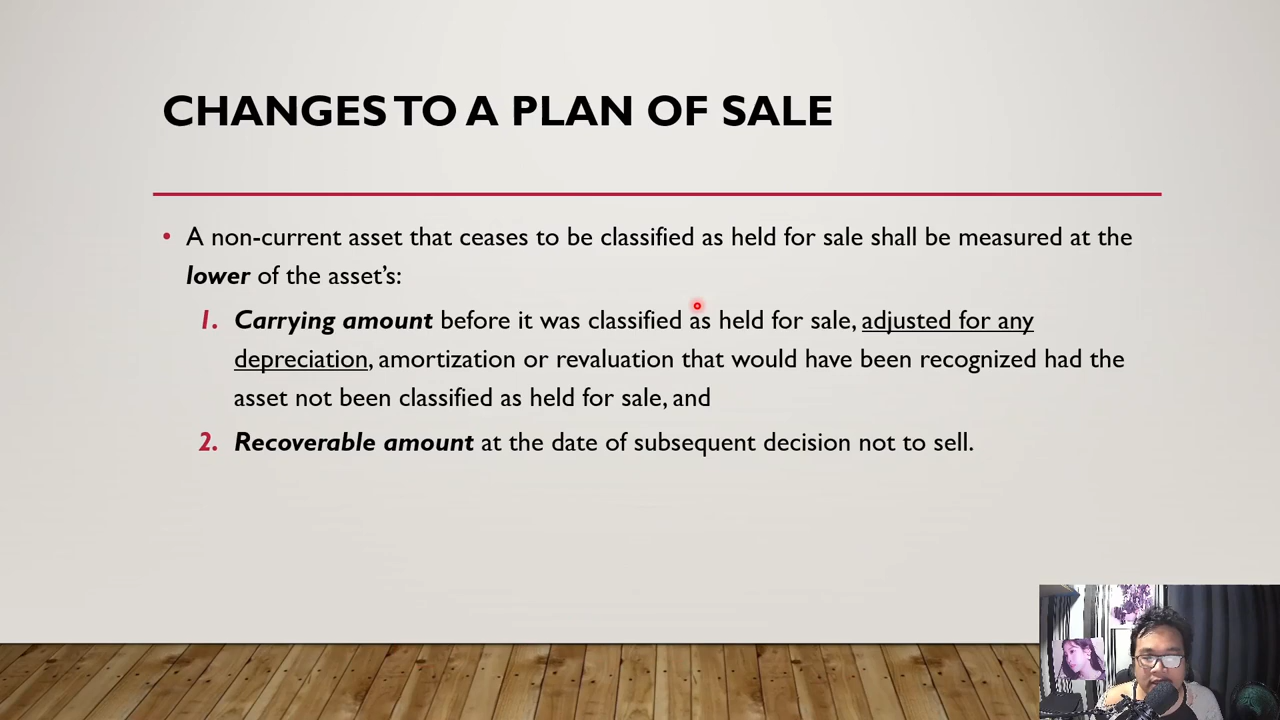 CHANGES TO A PLAN OF SALE
• A non-current asset that ceases to be classified as held for sale shall be measured at the
lower of the asset’s:
1. Carrying amount before it was classified as held for sale, adjusted for any
depreciation, amortization or revaluation that would have been recognized had the
asset not been classified as held for sale, and
2. Recoverable amount at the date of subsequent decision not to sell.